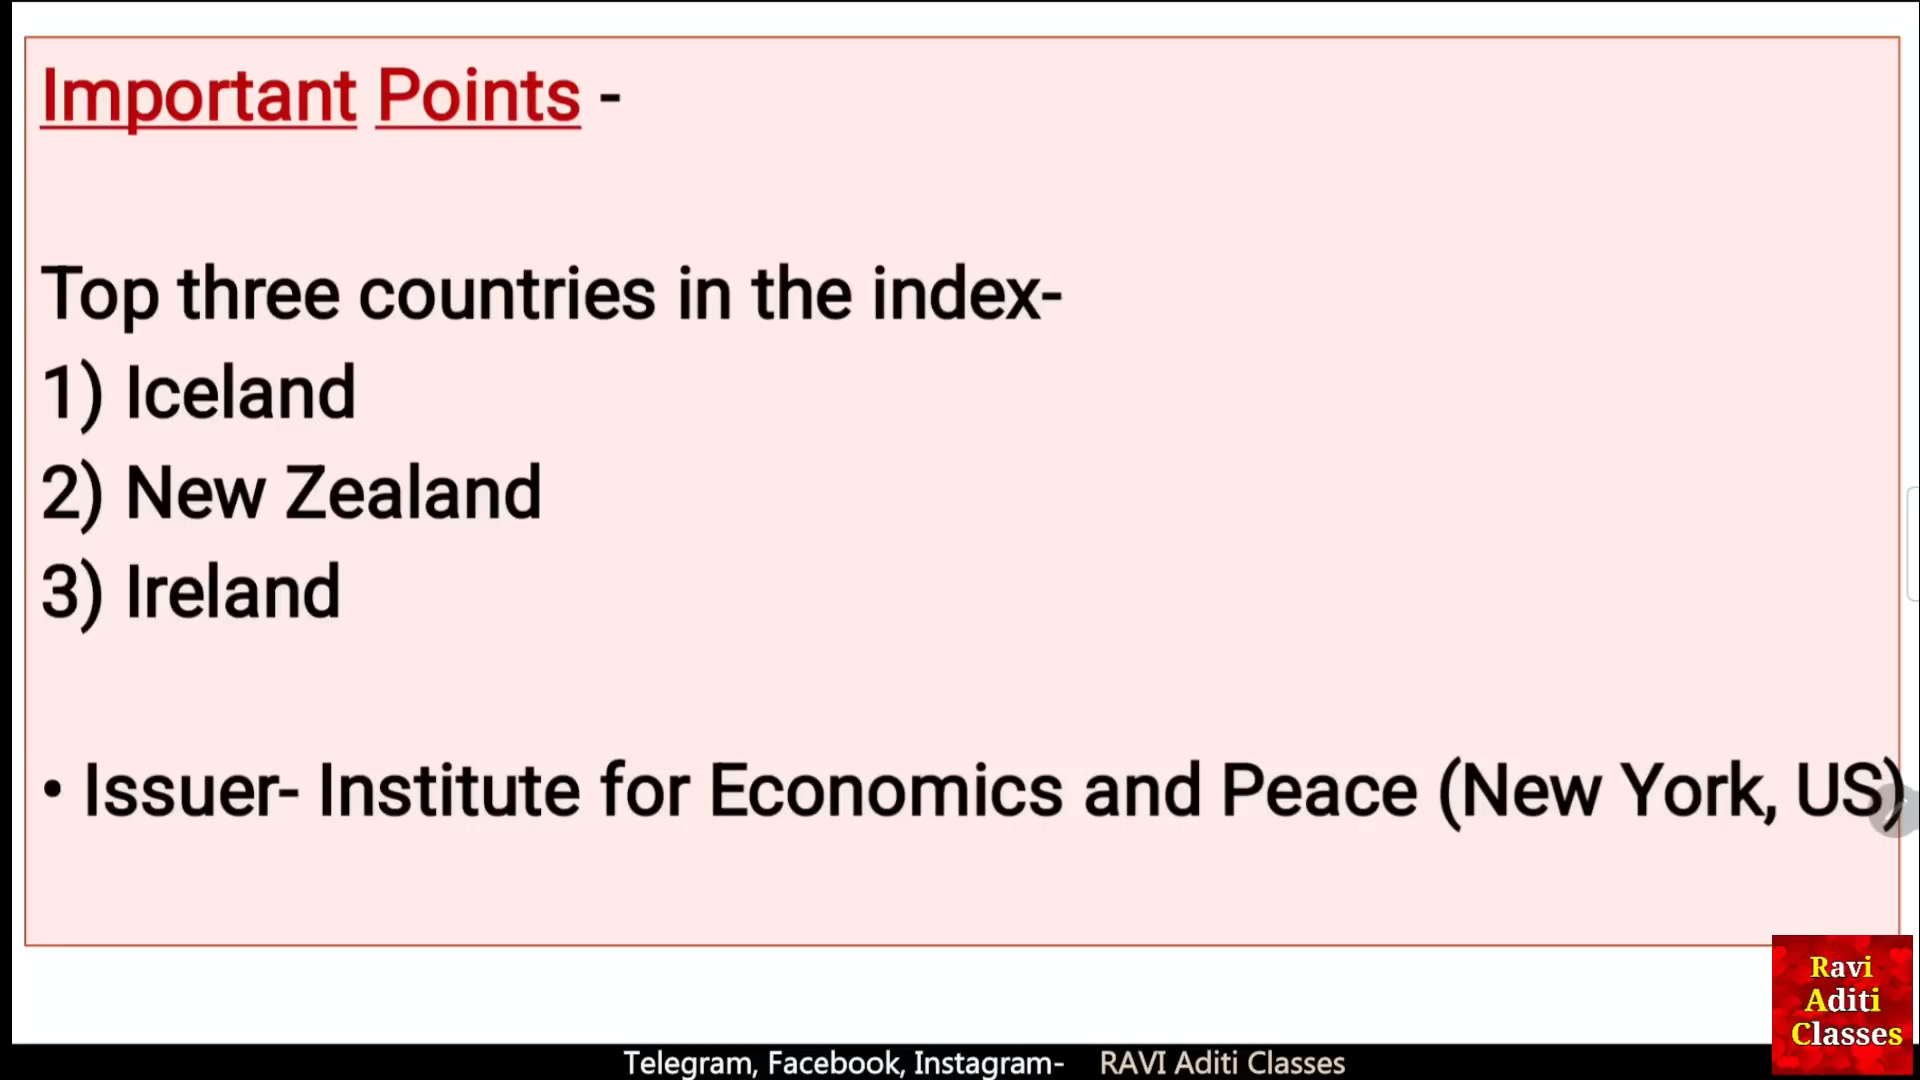 Important Points -
Top three countries in the index-
1) Iceland
2) New Zealand
3) Ireland
• Issuer- Institute for Economics and Peace (New York, US)
Ravi
Aditi
Classes
Telegram, Facebook, Instagram- RAVI Aditi Classes